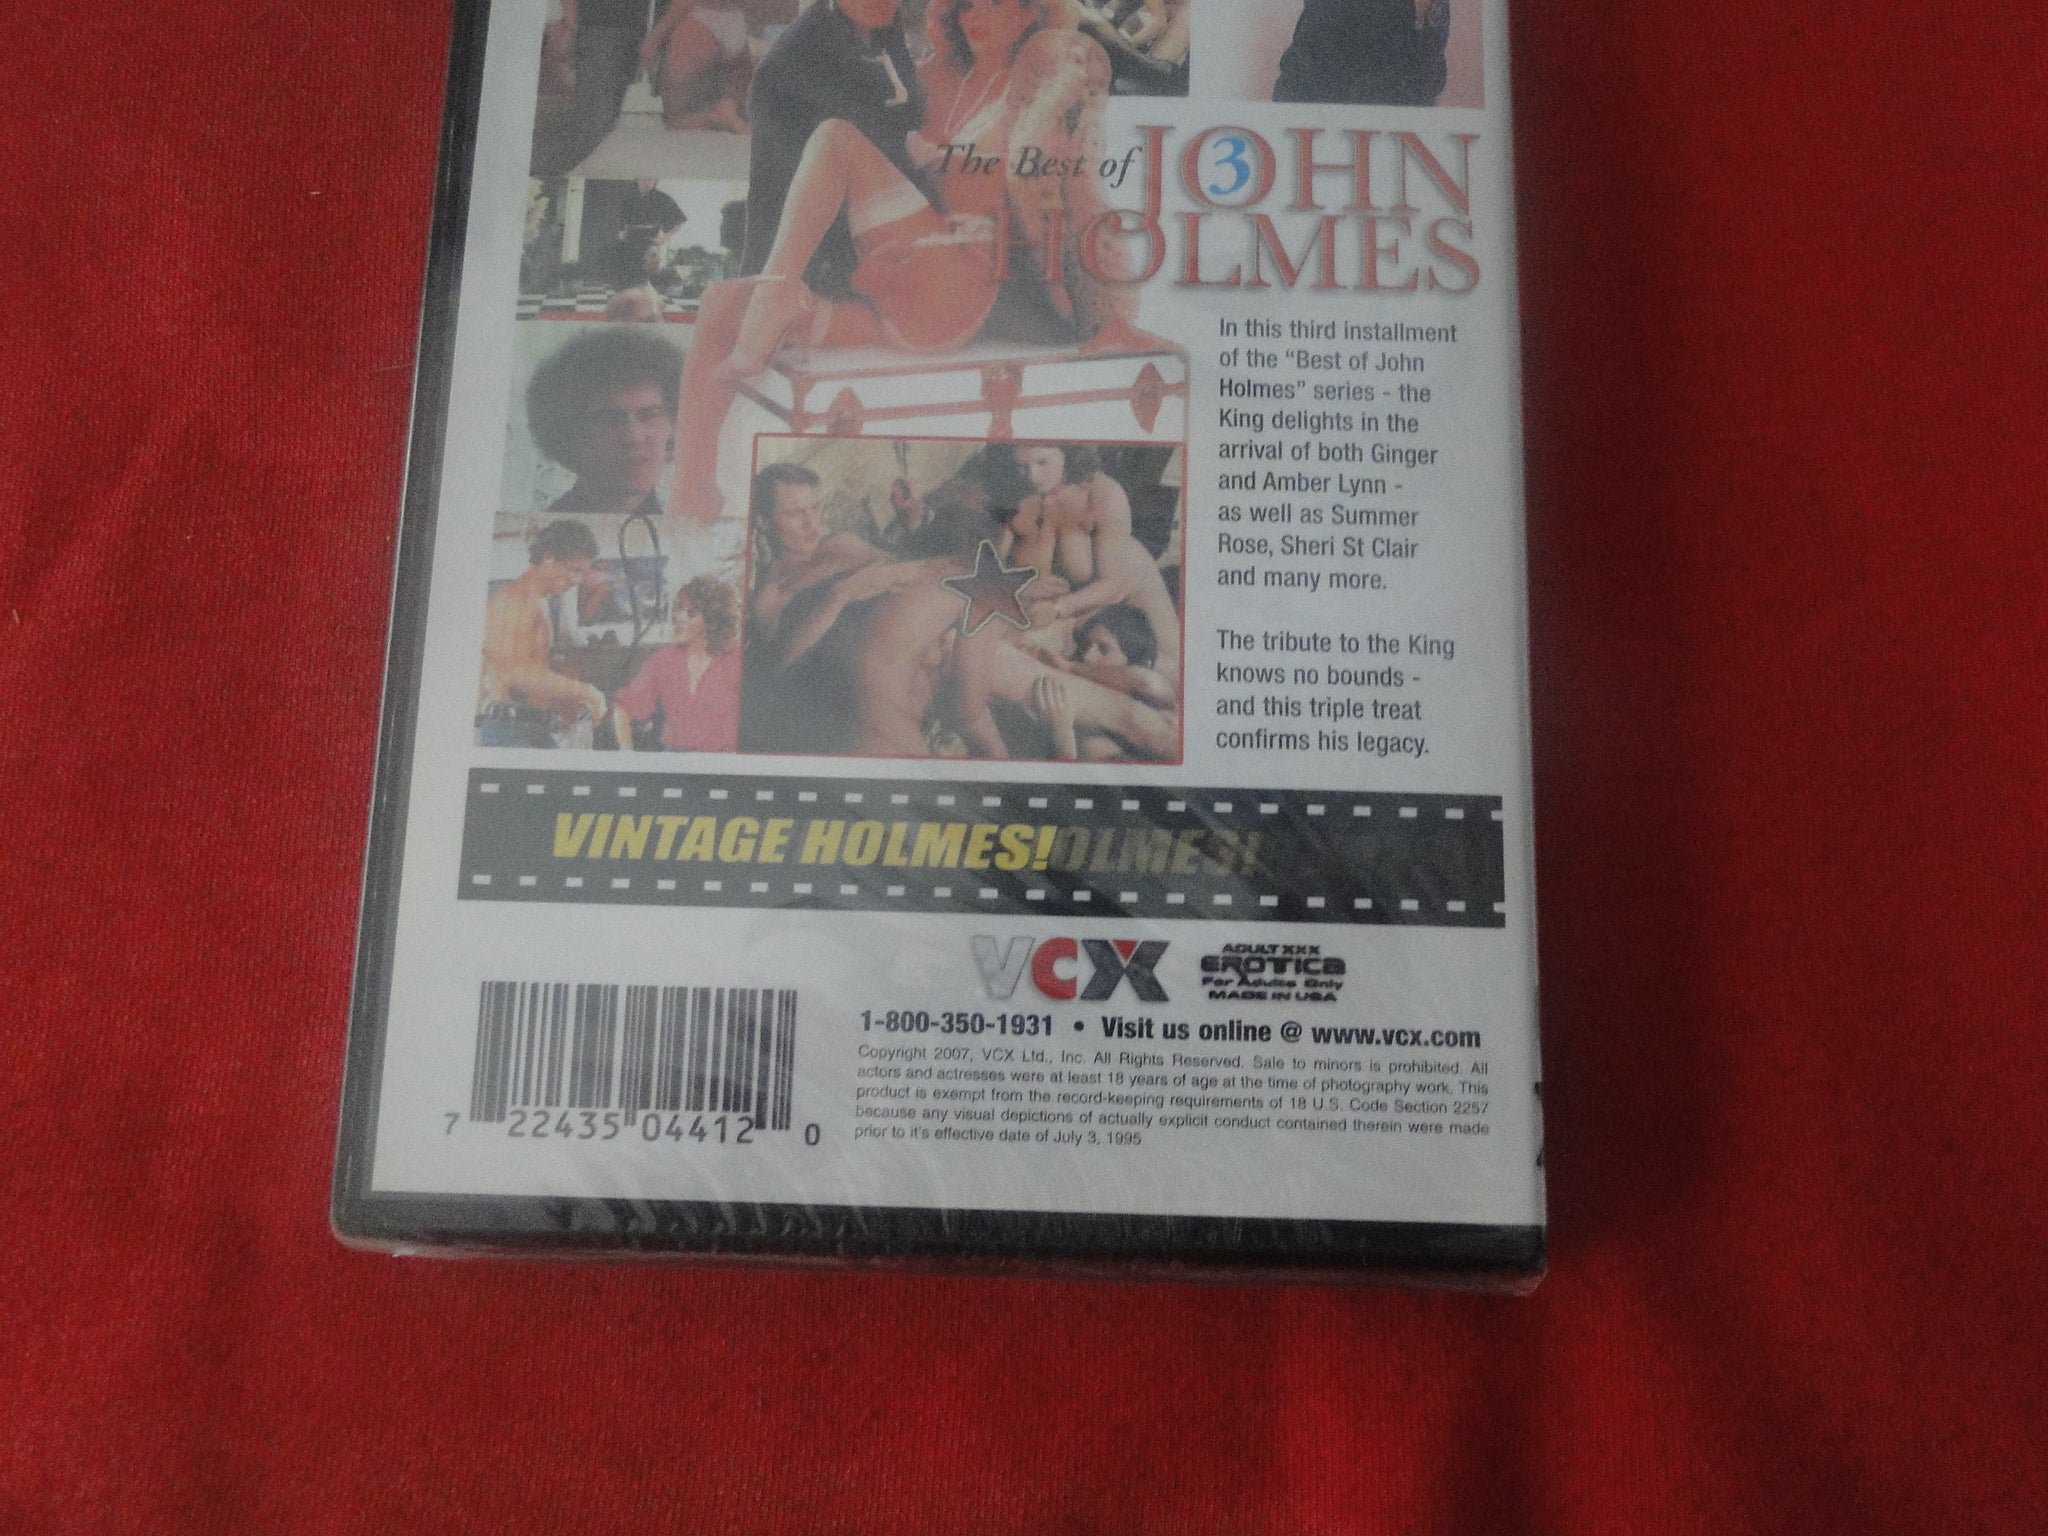 The Best of JOHN
3
HOLMES
In this third installment
of the “Best of John
Holmes” series - the
King delights in the
arrival of both Ginger
and Amber Lynn -
as well as Summer
Rose, Sheri St Clair
and many more.
The tribute to the King
knows no bounds -
and this triple treat
confirms his legacy.
VINTAGE HOLMES!OLMES!
VCX
ADULT XXX
EROTICA
For Adults Only
MADE IN USA
1-800-350-1931 • Visit us online @ www.vcx.com
Copyright 2007, VCX Ltd., Inc. All Rights Reserved. Sale to minors is prohibited. All
actors and actresses were at least 18 years of age at the time of photography work. This
product is exempt from the record-keeping requirements of 18 U.S. Code Section 2257
because any visual depictions of actually explicit conduct contained therein were made
prior to it's effective date of July 3, 1995
7 22435 04412 0